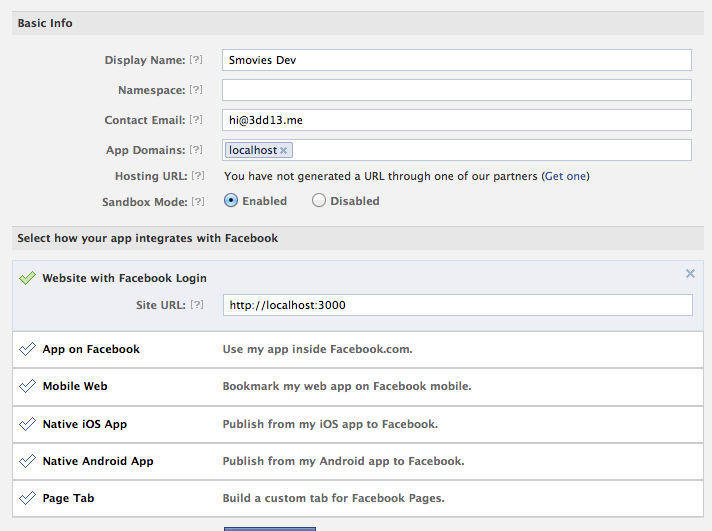 Basic Info
Display Name: [?] Smovies Dev
Namespace: [?]
Contact Email: [?] hi@3dd13.me
App Domains: [?] localhost ×
Hosting URL: [?] You have not generated a URL through one of our partners (Get one)
Sandbox Mode: [?] Enabled Disabled
Select how your app integrates with Facebook
Website with Facebook Login ×
Site URL: [?] http://localhost:3000
App on Facebook Use my app inside Facebook.com.
Mobile Web Bookmark my web app on Facebook mobile.
Native iOS App Publish from my iOS app to Facebook.
Native Android App Publish from my Android app to Facebook.
Page Tab Build a custom tab for Facebook Pages.